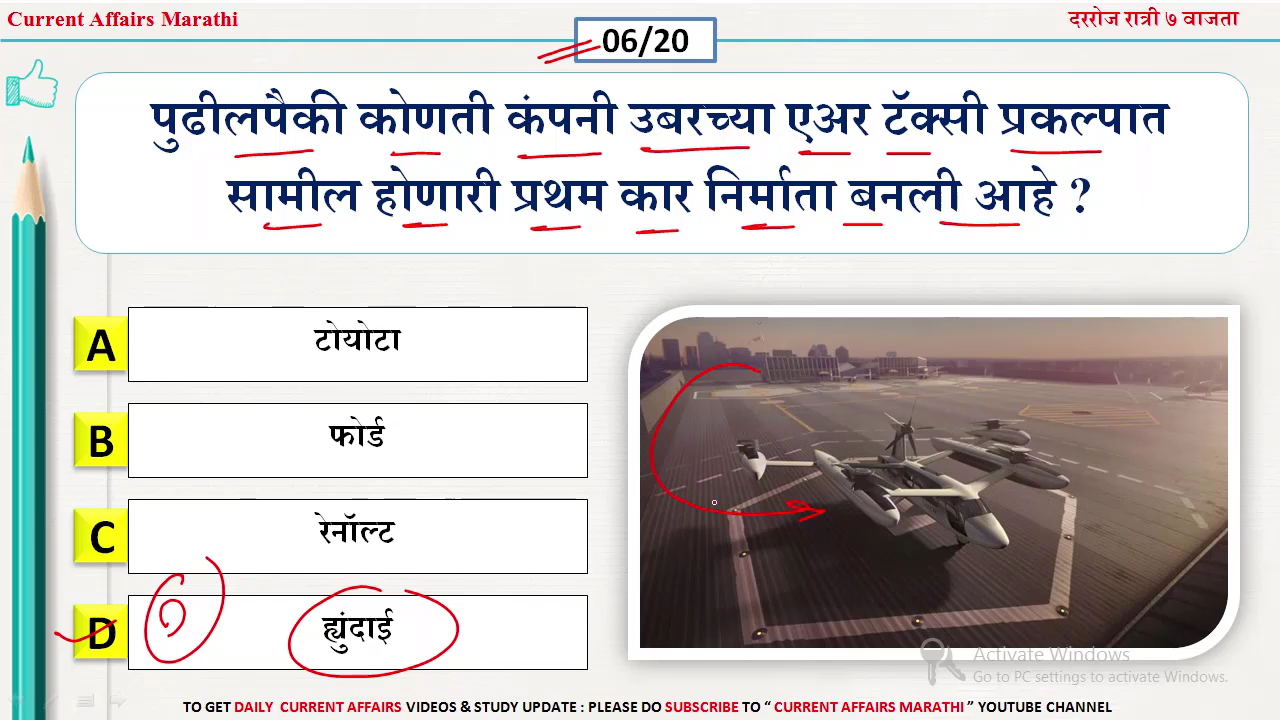 Current Affairs Marathi
दररोज रात्री ७ वाजता
06/20
पुढीलपैकी कोणती कंपनी उबरच्या एअर टॅक्सी प्रकल्पात
सामील होणारी प्रथम कार निर्माता बनली आहे ?
A टोयोटा
B फोर्ड
C रेनॉल्ट
D ह्युंदाई
Activate Windows
Go to PC settings to activate Windows.
TO GET DAILY CURRENT AFFAIRS VIDEOS & STUDY UPDATE : PLEASE DO SUBSCRIBE TO “ CURRENT AFFAIRS MARATHI ” YOUTUBE CHANNEL